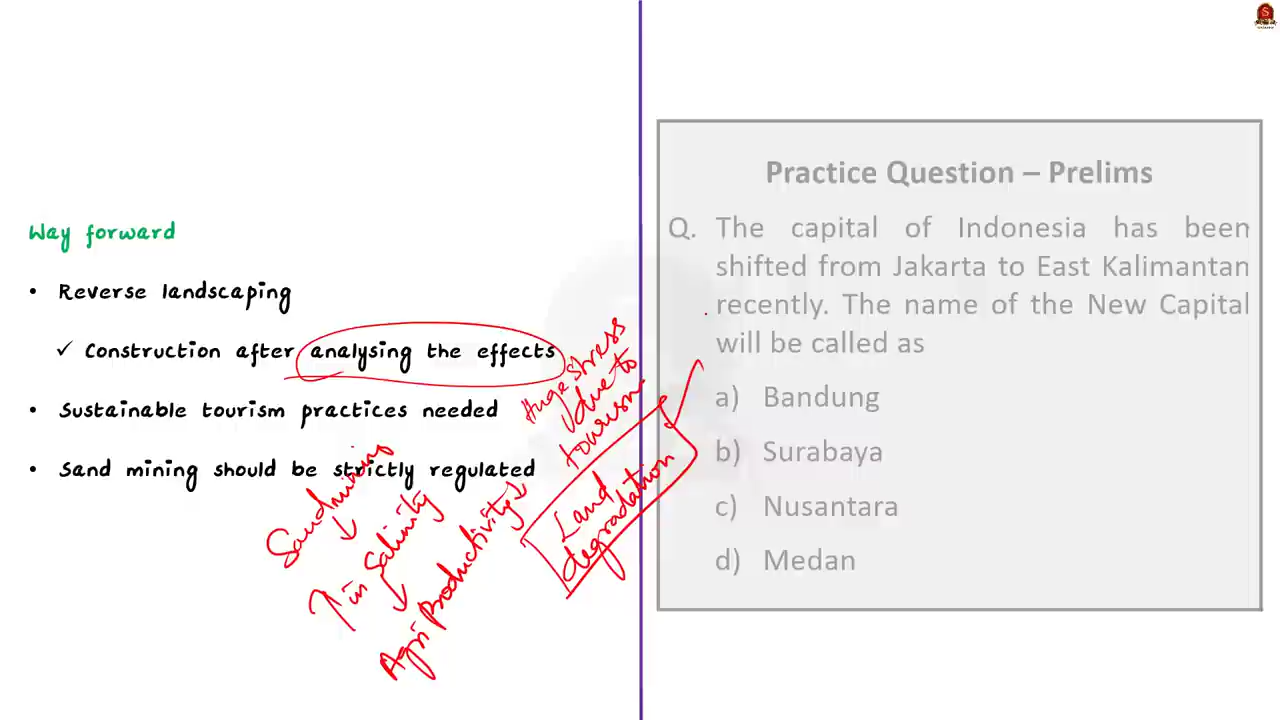 Way forward
• Reverse landscaping
✓ Construction after analysing the effects
• Sustainable tourism practices needed
• Sand mining should be strictly regulated
Sandmining
↓
↑ in Salinity
↓
Agri Productivity↓
Huge stress
due to
tourism
Land
degradation
Practice Question – Prelims
Q. The capital of Indonesia has been
shifted from Jakarta to East Kalimantan
recently. The name of the New Capital
will be called as
a) Bandung
b) Surabaya
c) Nusantara
d) Medan